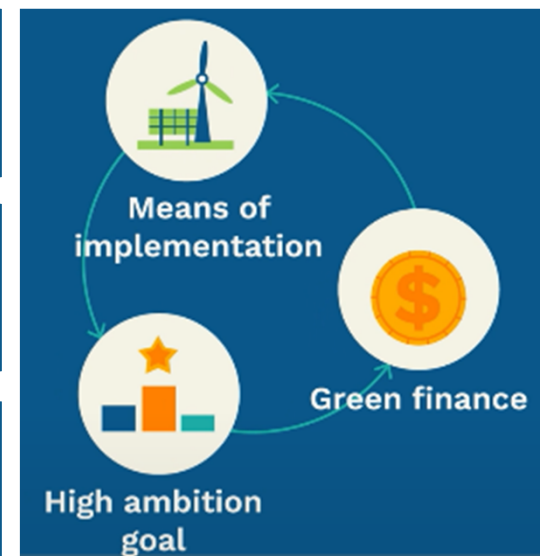 Means of
implementation
$
Green finance
High ambition
goal